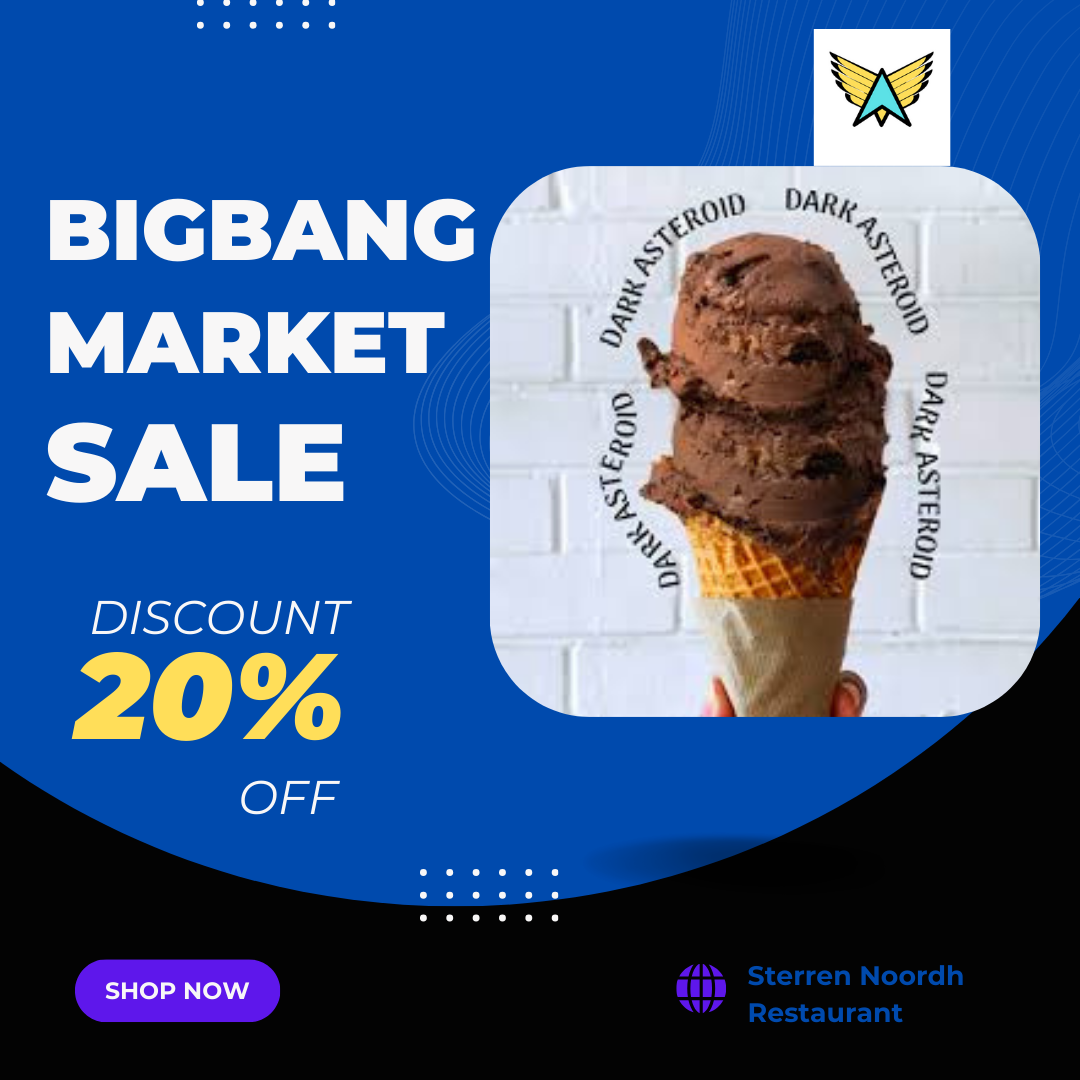 BIGBANG
MARKET
SALE
DARK ASTEROID
DARK ASTEROID
DARK ASTEROID
DARK ASTEROID
DISCOUNT
20%
OFF
SHOP NOW
Sterren Noordh
Restaurant